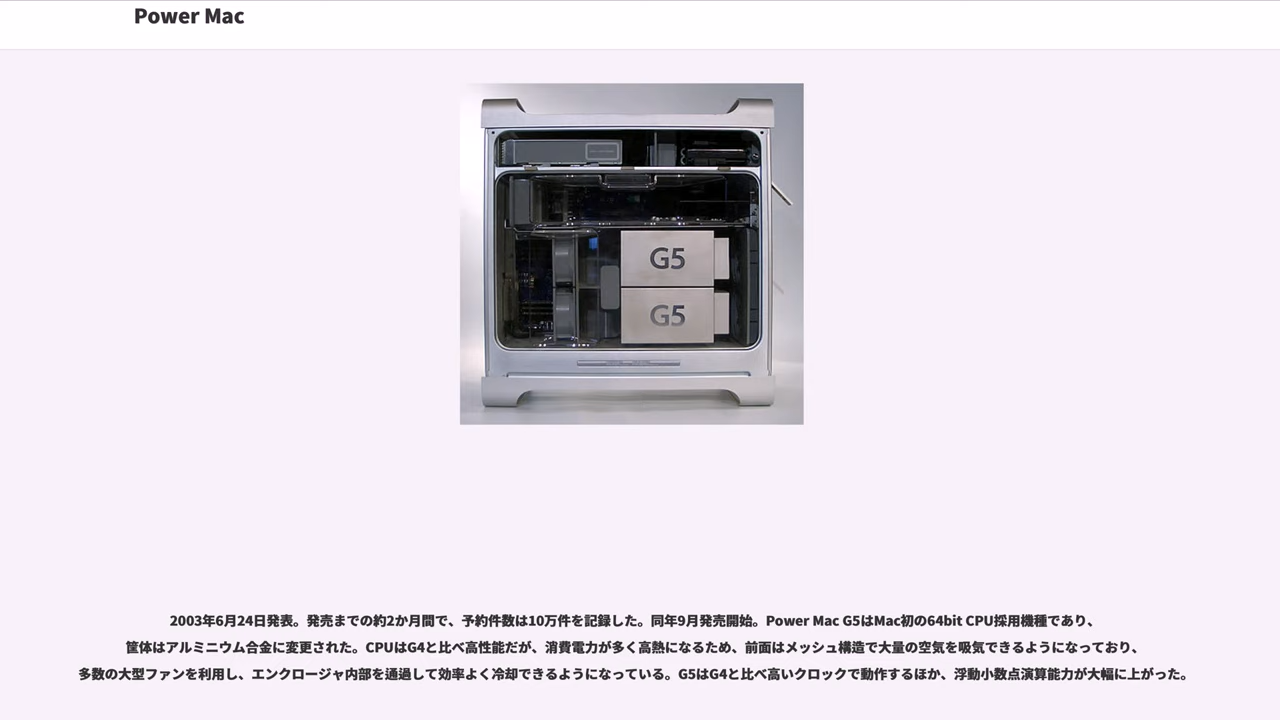 Power Mac
G5
G5
2003年6月24日発表。発売までの約2か月間で、予約件数は10万件を記録した。同年9月発売開始。Power Mac G5はMac初の64bit CPU採用機種であり、
筐体はアルミニウム合金に変更された。CPUはG4と比べ高性能だが、消費電力が多く高熱になるため、前面はメッシュ構造で大量の空気を吸気できるようになっており、
多数の大型ファンを利用し、エンクロージャ内部を通過して効率よく冷却できるようになっている。G5はG4と比べ高いクロックで動作するほか、浮動小数点演算能力が大幅に上がった。